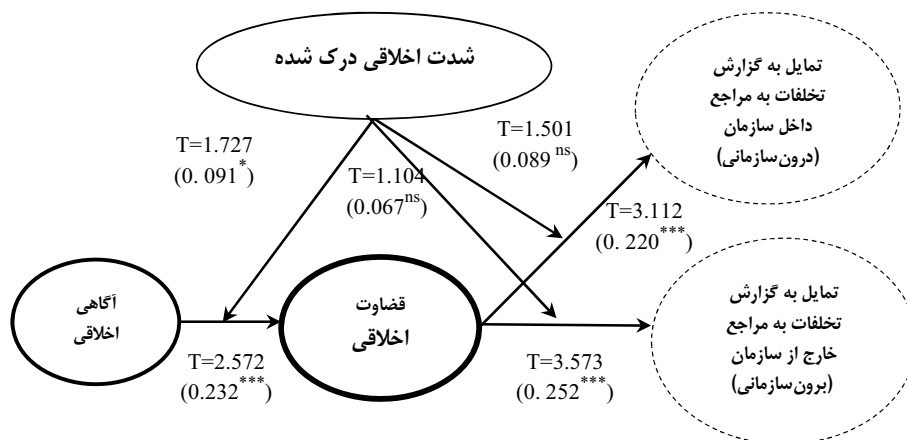 شدت اخلاقی درک شده
تمایل به گزارش
تخلفات به مراجع
داخل سازمان
(درون‌سازمانی)
T=1.727
(0. 091*)
T=1.104
(0.067ns)
T=1.501
(0.089 ns)
T=3.112
(0. 220***)
آگاهی
اخلاقی
قضاوت
اخلاقی
تمایل به گزارش
تخلفات به مراجع
خارج از سازمان
(برون‌سازمانی)
T=2.572
(0.232***)
T=3.573
(0. 252***)